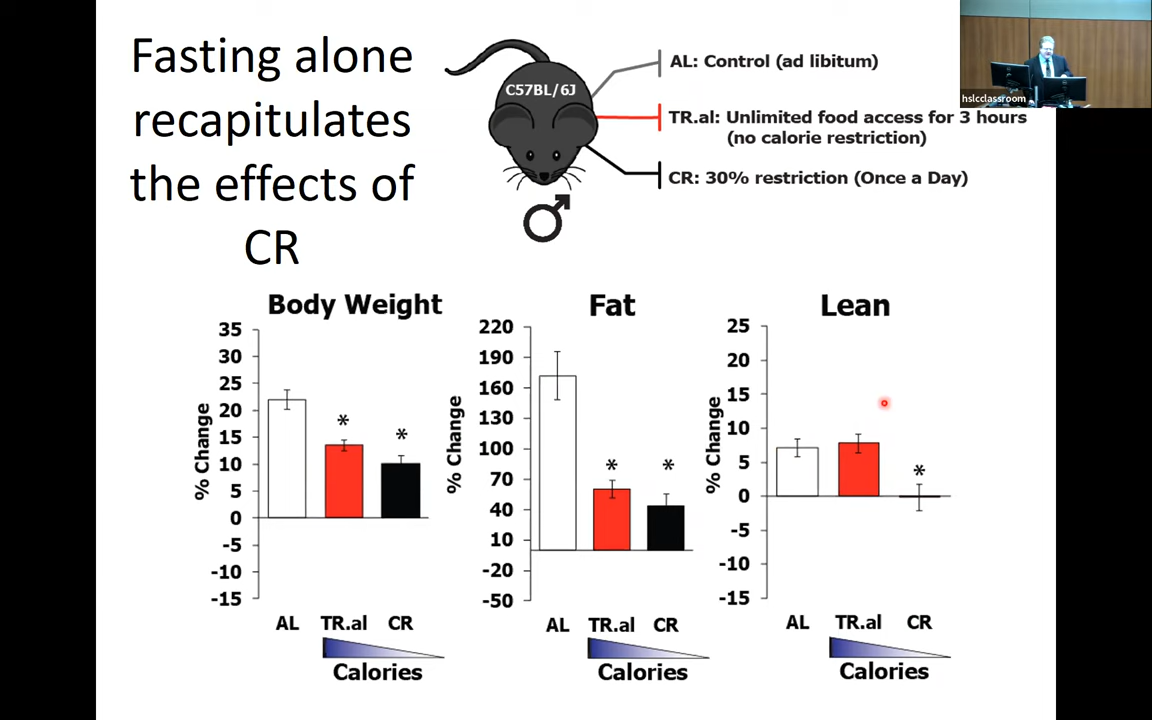 Fasting alone
recapitulates
the effects of
CR
C57BL/6J
AL: Control (ad libitum)
TR.al: Unlimited food access for 3 hours
(no calorie restriction)
CR: 30% restriction (Once a Day)
hslcclassroom
Body Weight
% Change
35
30
25
20
15
10
5
0
-5
-10
-15
*
*
AL TR.al CR
Calories
Fat
% Change
220
190
160
130
100
70
40
10
-20
-50
*
*
AL TR.al CR
Calories
Lean
% Change
25
20
15
10
5
0
-5
-10
-15
*
AL TR.al CR
Calories